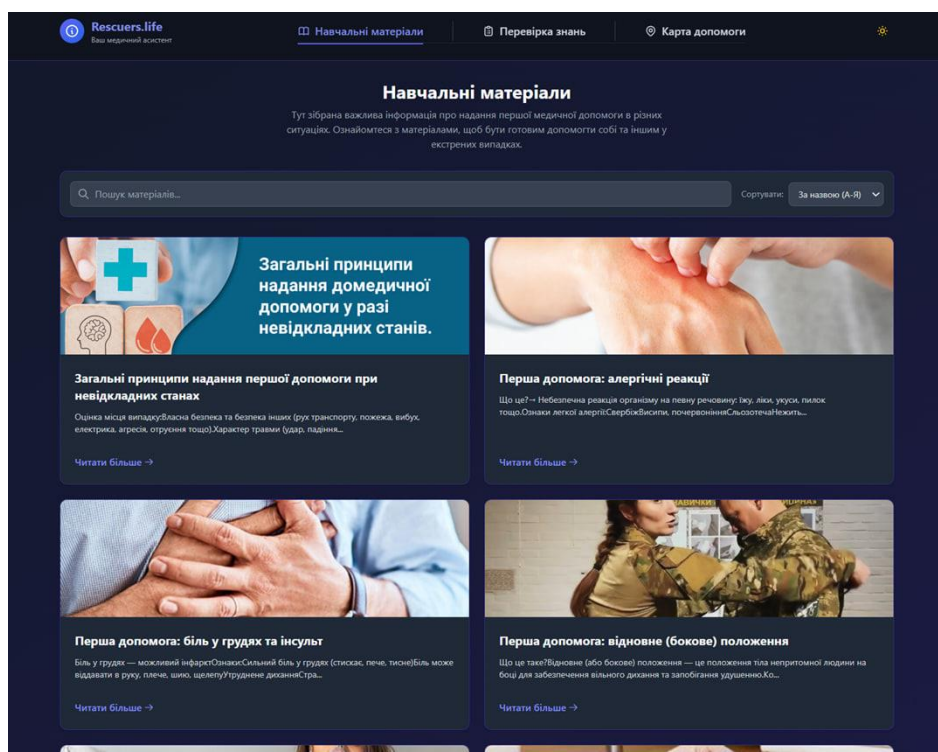 Rescuers.life
Ваш медичний асистент
Навчальні матеріали
Перевірка знань
Карта допомоги
Навчальні матеріали
Тут зібрана важлива інформація про надання першої медичної допомоги в різних
ситуаціях. Ознайомтеся з матеріалами, щоб бути готовим допомогти собі та іншим у
екстрених випадках.
Пошук матеріалів...
Сортувати:
За назвою (А-Я)
Загальні принципи
надання домедичної
допомоги у разі
невідкладних станів.
Загальні принципи надання першої допомоги при
невідкладних станах
Оцінка місця випадку:Власна безпека та безпека інших (рух транспорту, пожежа, вибух,
електрика, агресія, отруєння тощо).Характер травми (удар, падіння...
Читати більше →
Перша допомога: алергічні реакції
Що це?→ Небезпечна реакція організму на певну речовину: їжу, ліки, укуси, пилок
тощо.Ознаки легкої алергії:СвербіжВисипи, почервонінняСльозотечаНежить...
Читати більше →
Перша допомога: біль у грудях та інсульт
Біль у грудях — можливий інфарктОзнаки:Сильний біль у грудях (стискає, пече, тисне)Біль може
віддавати в руку, плече, шию, щелепуУтруднене диханняСтра...
Читати більше →
Перша допомога: відновне (бокове) положення
Що це таке?Відновне (або бокове) положення — це положення тіла непритомної людини на
боці для забезпечення вільного дихання та запобігання удушенню.Ко...
Читати більше →